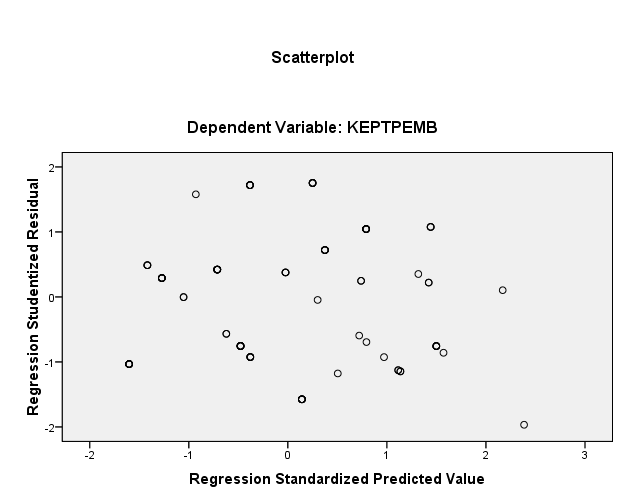 Scatterplot
Dependent Variable: KEPTPEMB
Regression Studentized Residual
2
1
0
-1
-2
-2
-1
0
1
2
3
Regression Standardized Predicted Value